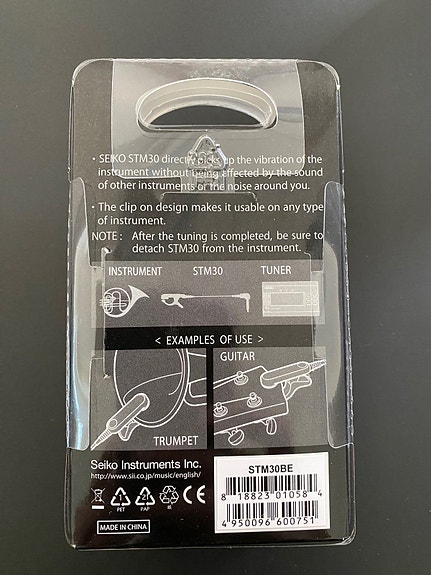 • SEIKO STM30 directly picks up the vibration of the
instrument without being affected by the sound
of other instruments or the noise around you.
• The clip on design makes it usable on any type
of instrument.
NOTE : After the tuning is completed, be sure to
detach STM30 from the instrument.
INSTRUMENT STM30 TUNER
< EXAMPLES OF USE >
GUITAR
TRUMPET
Seiko Instruments Inc.
http://www.sii.co.jp/music/english/
PET PAP 紙 CE
MADE IN CHINA
STM30BE
8 18823 01058 4
4 950096 600751